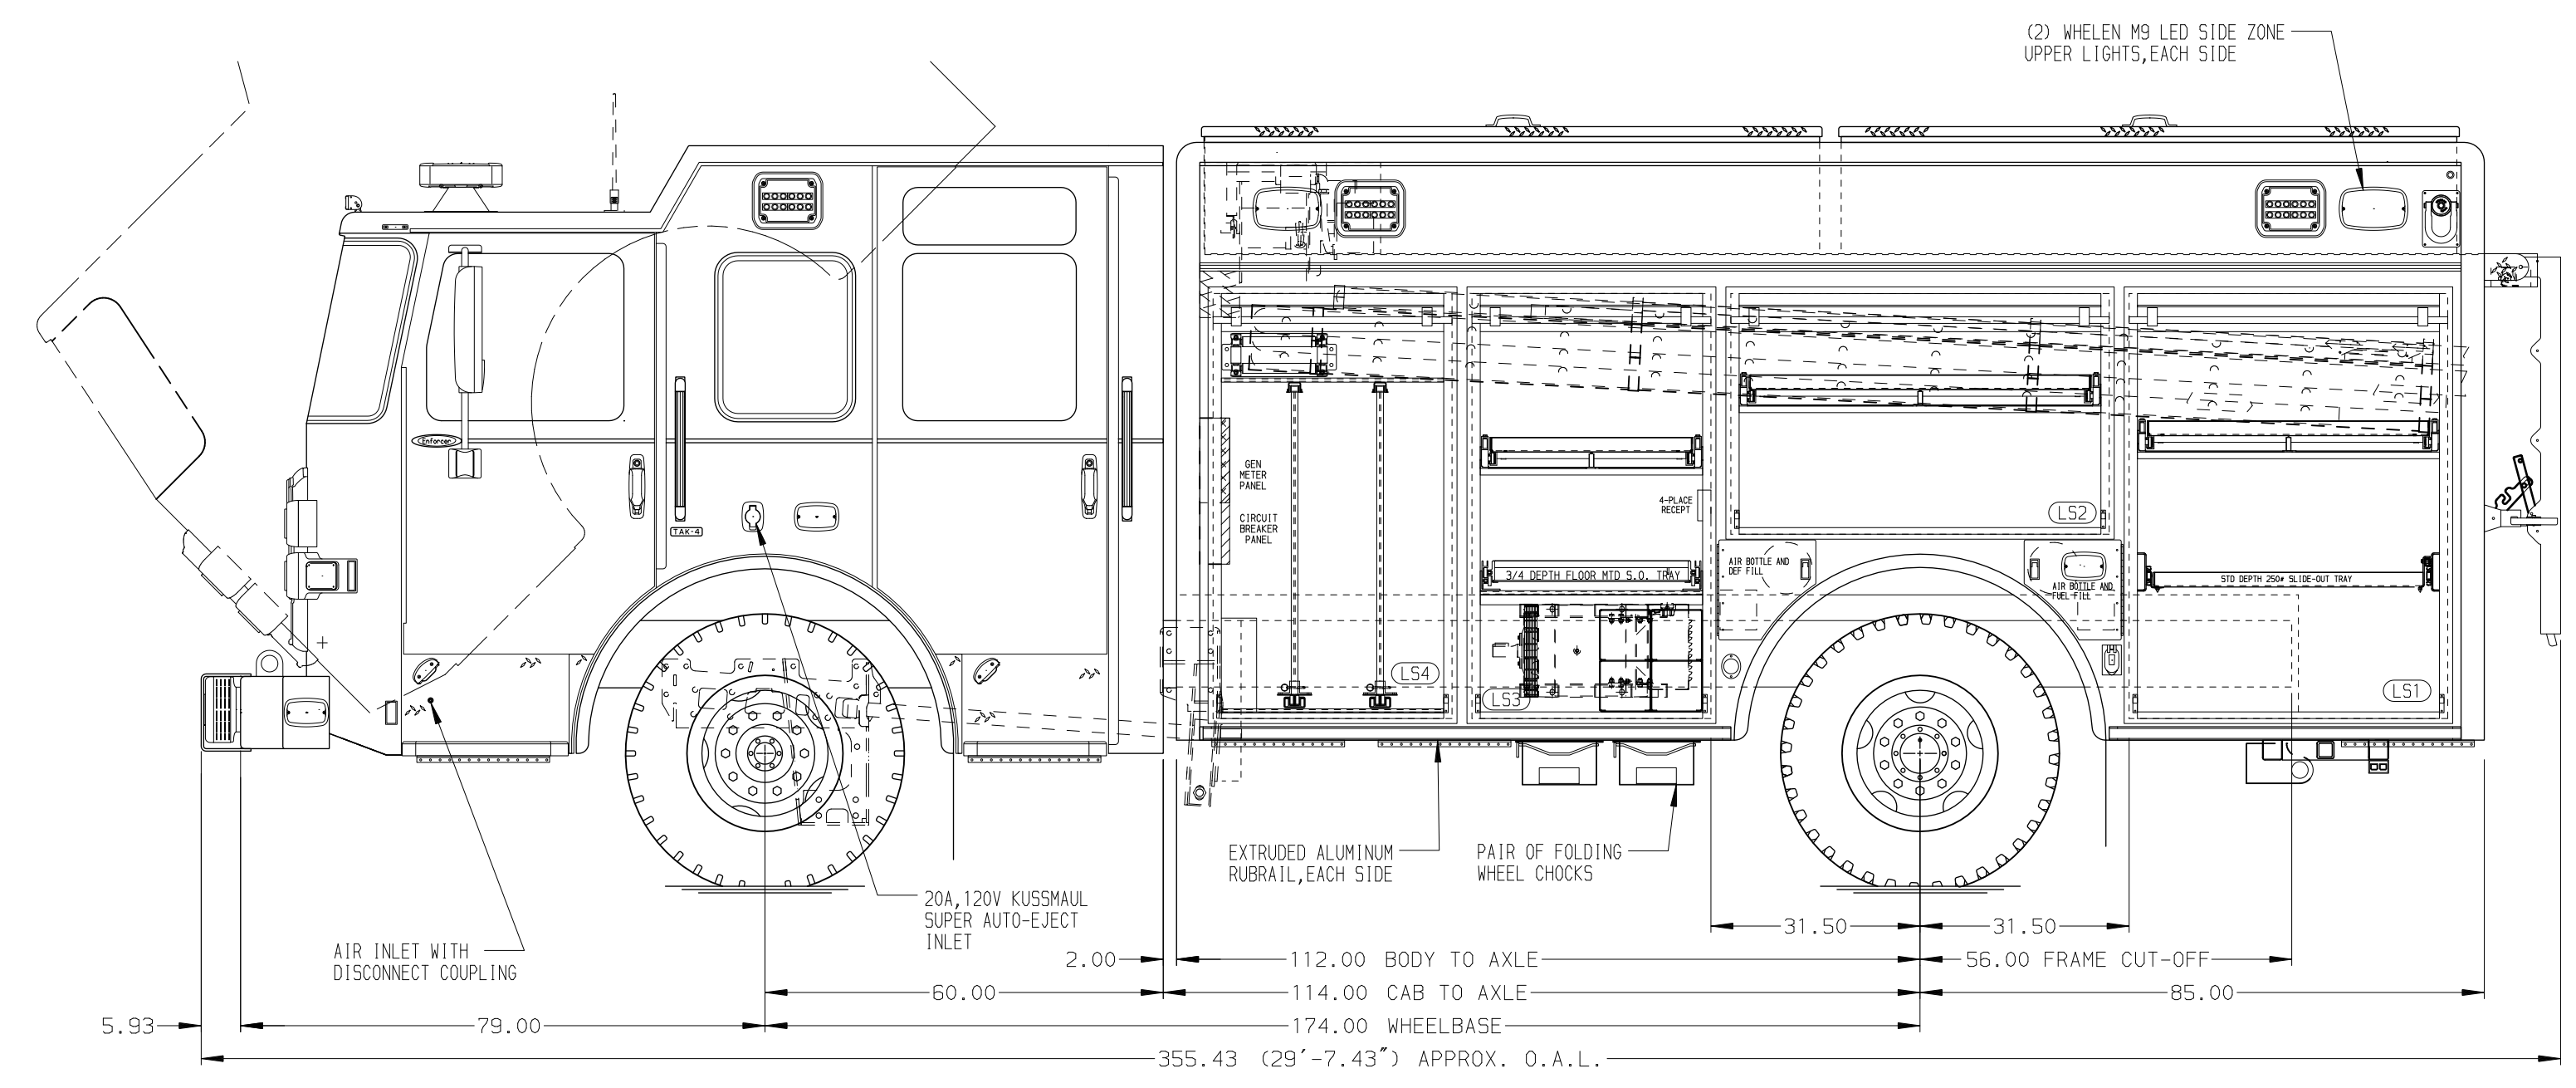 (2) WHELEN M9 LED SIDE ZONE
UPPER LIGHTS,EACH SIDE
Enforcer
TAK-4
GEN
METER
PANEL
CIRCUIT
BREAKER
PANEL
4-PLACE
RECEPT
LS2
3/4 DEPTH FLOOR MTD S.O. TRAY
AIR BOTTLE AND
DEF FILL
AIR BOTTLE AND
FUEL FILL
STD DEPTH 250# SLIDE-OUT TRAY
LS4
LS3
LS1
EXTRUDED ALUMINUM
RUBRAIL,EACH SIDE
PAIR OF FOLDING
WHEEL CHOCKS
20A,120V KUSSMAUL
SUPER AUTO-EJECT
INLET
AIR INLET WITH
DISCONNECT COUPLING
31.50
31.50
2.00
112.00 BODY TO AXLE
56.00 FRAME CUT-OFF
60.00
114.00 CAB TO AXLE
85.00
5.93
79.00
174.00 WHEELBASE
355.43 (29'-7.43") APPROX. O.A.L.